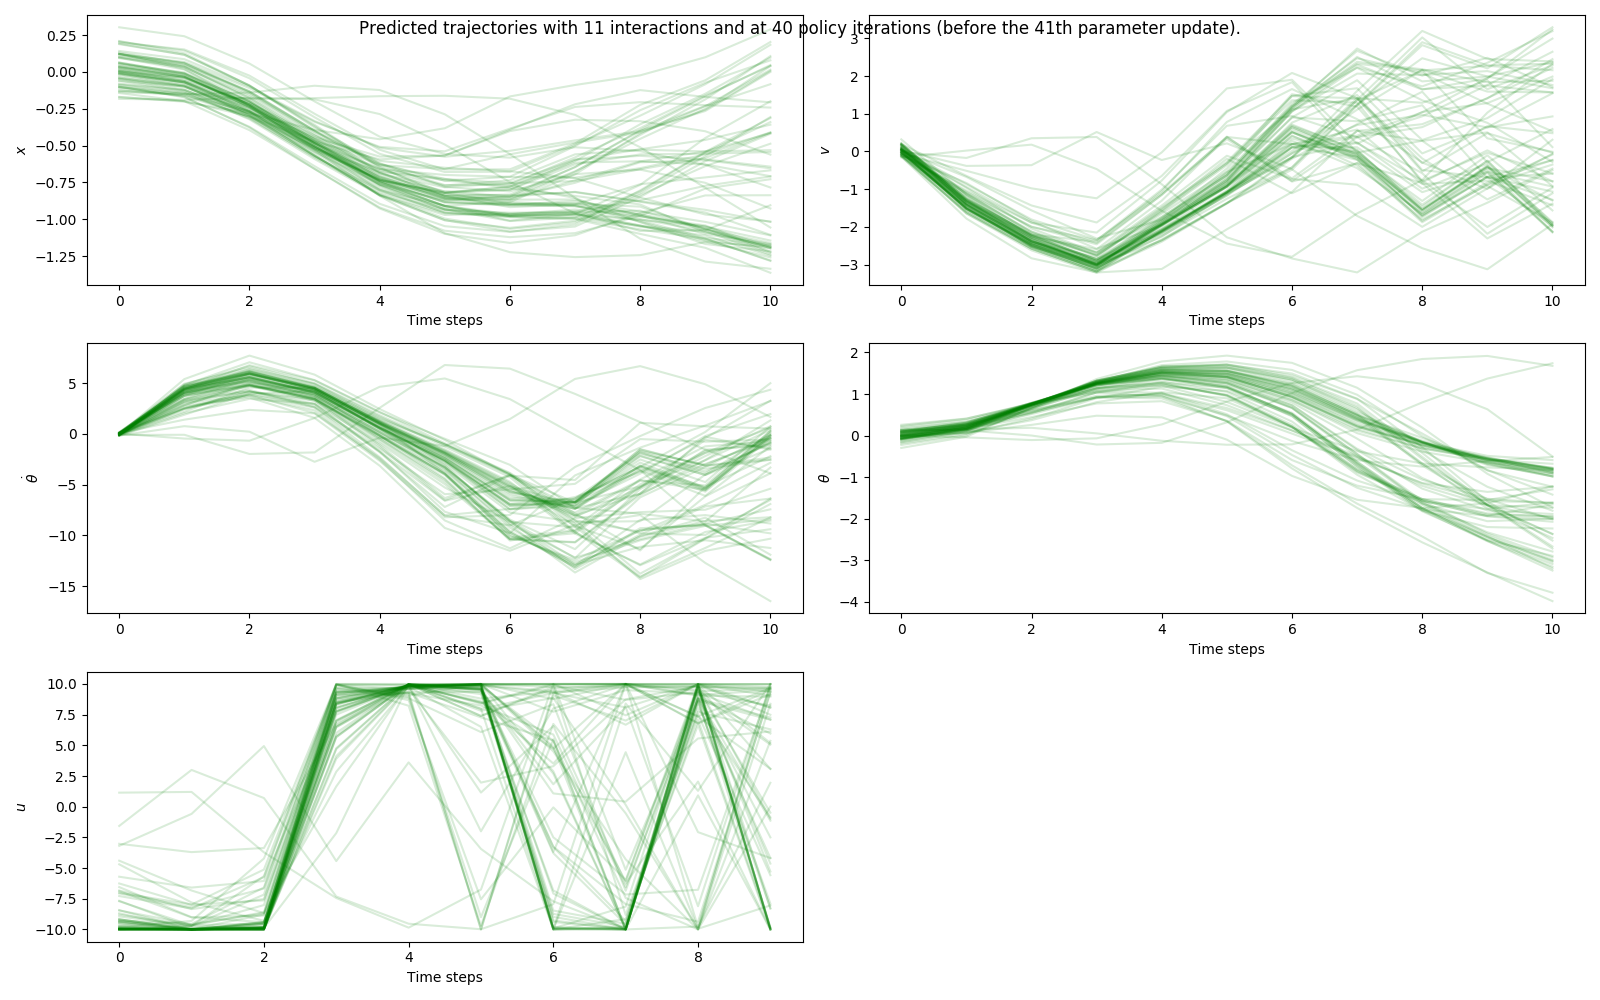 Predicted trajectories with 11 interactions and at 40 policy iterations (before the 41th parameter update).
0.25
0.00
−0.25
−0.50
−0.75
−1.00
−1.25
x
0 2 4 6 8 10
Time steps
3
2
1
0
−1
−2
−3
v
0 2 4 6 8 10
Time steps
5
0
−5
−10
−15
θ̇
0 2 4 6 8 10
Time steps
2
1
0
−1
−2
−3
−4
θ
0 2 4 6 8 10
Time steps
10.0
7.5
5.0
2.5
0.0
−2.5
−5.0
−7.5
−10.0
u
0 2 4 6 8
Time steps